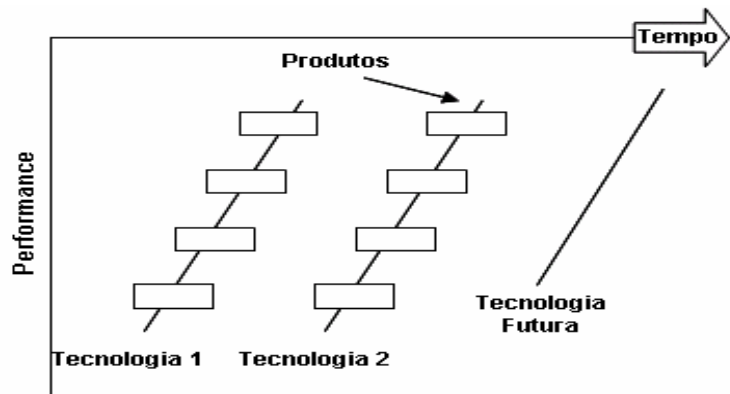 Tempo
Produtos
Performance
Tecnologia
Futura
Tecnologia 1
Tecnologia 2